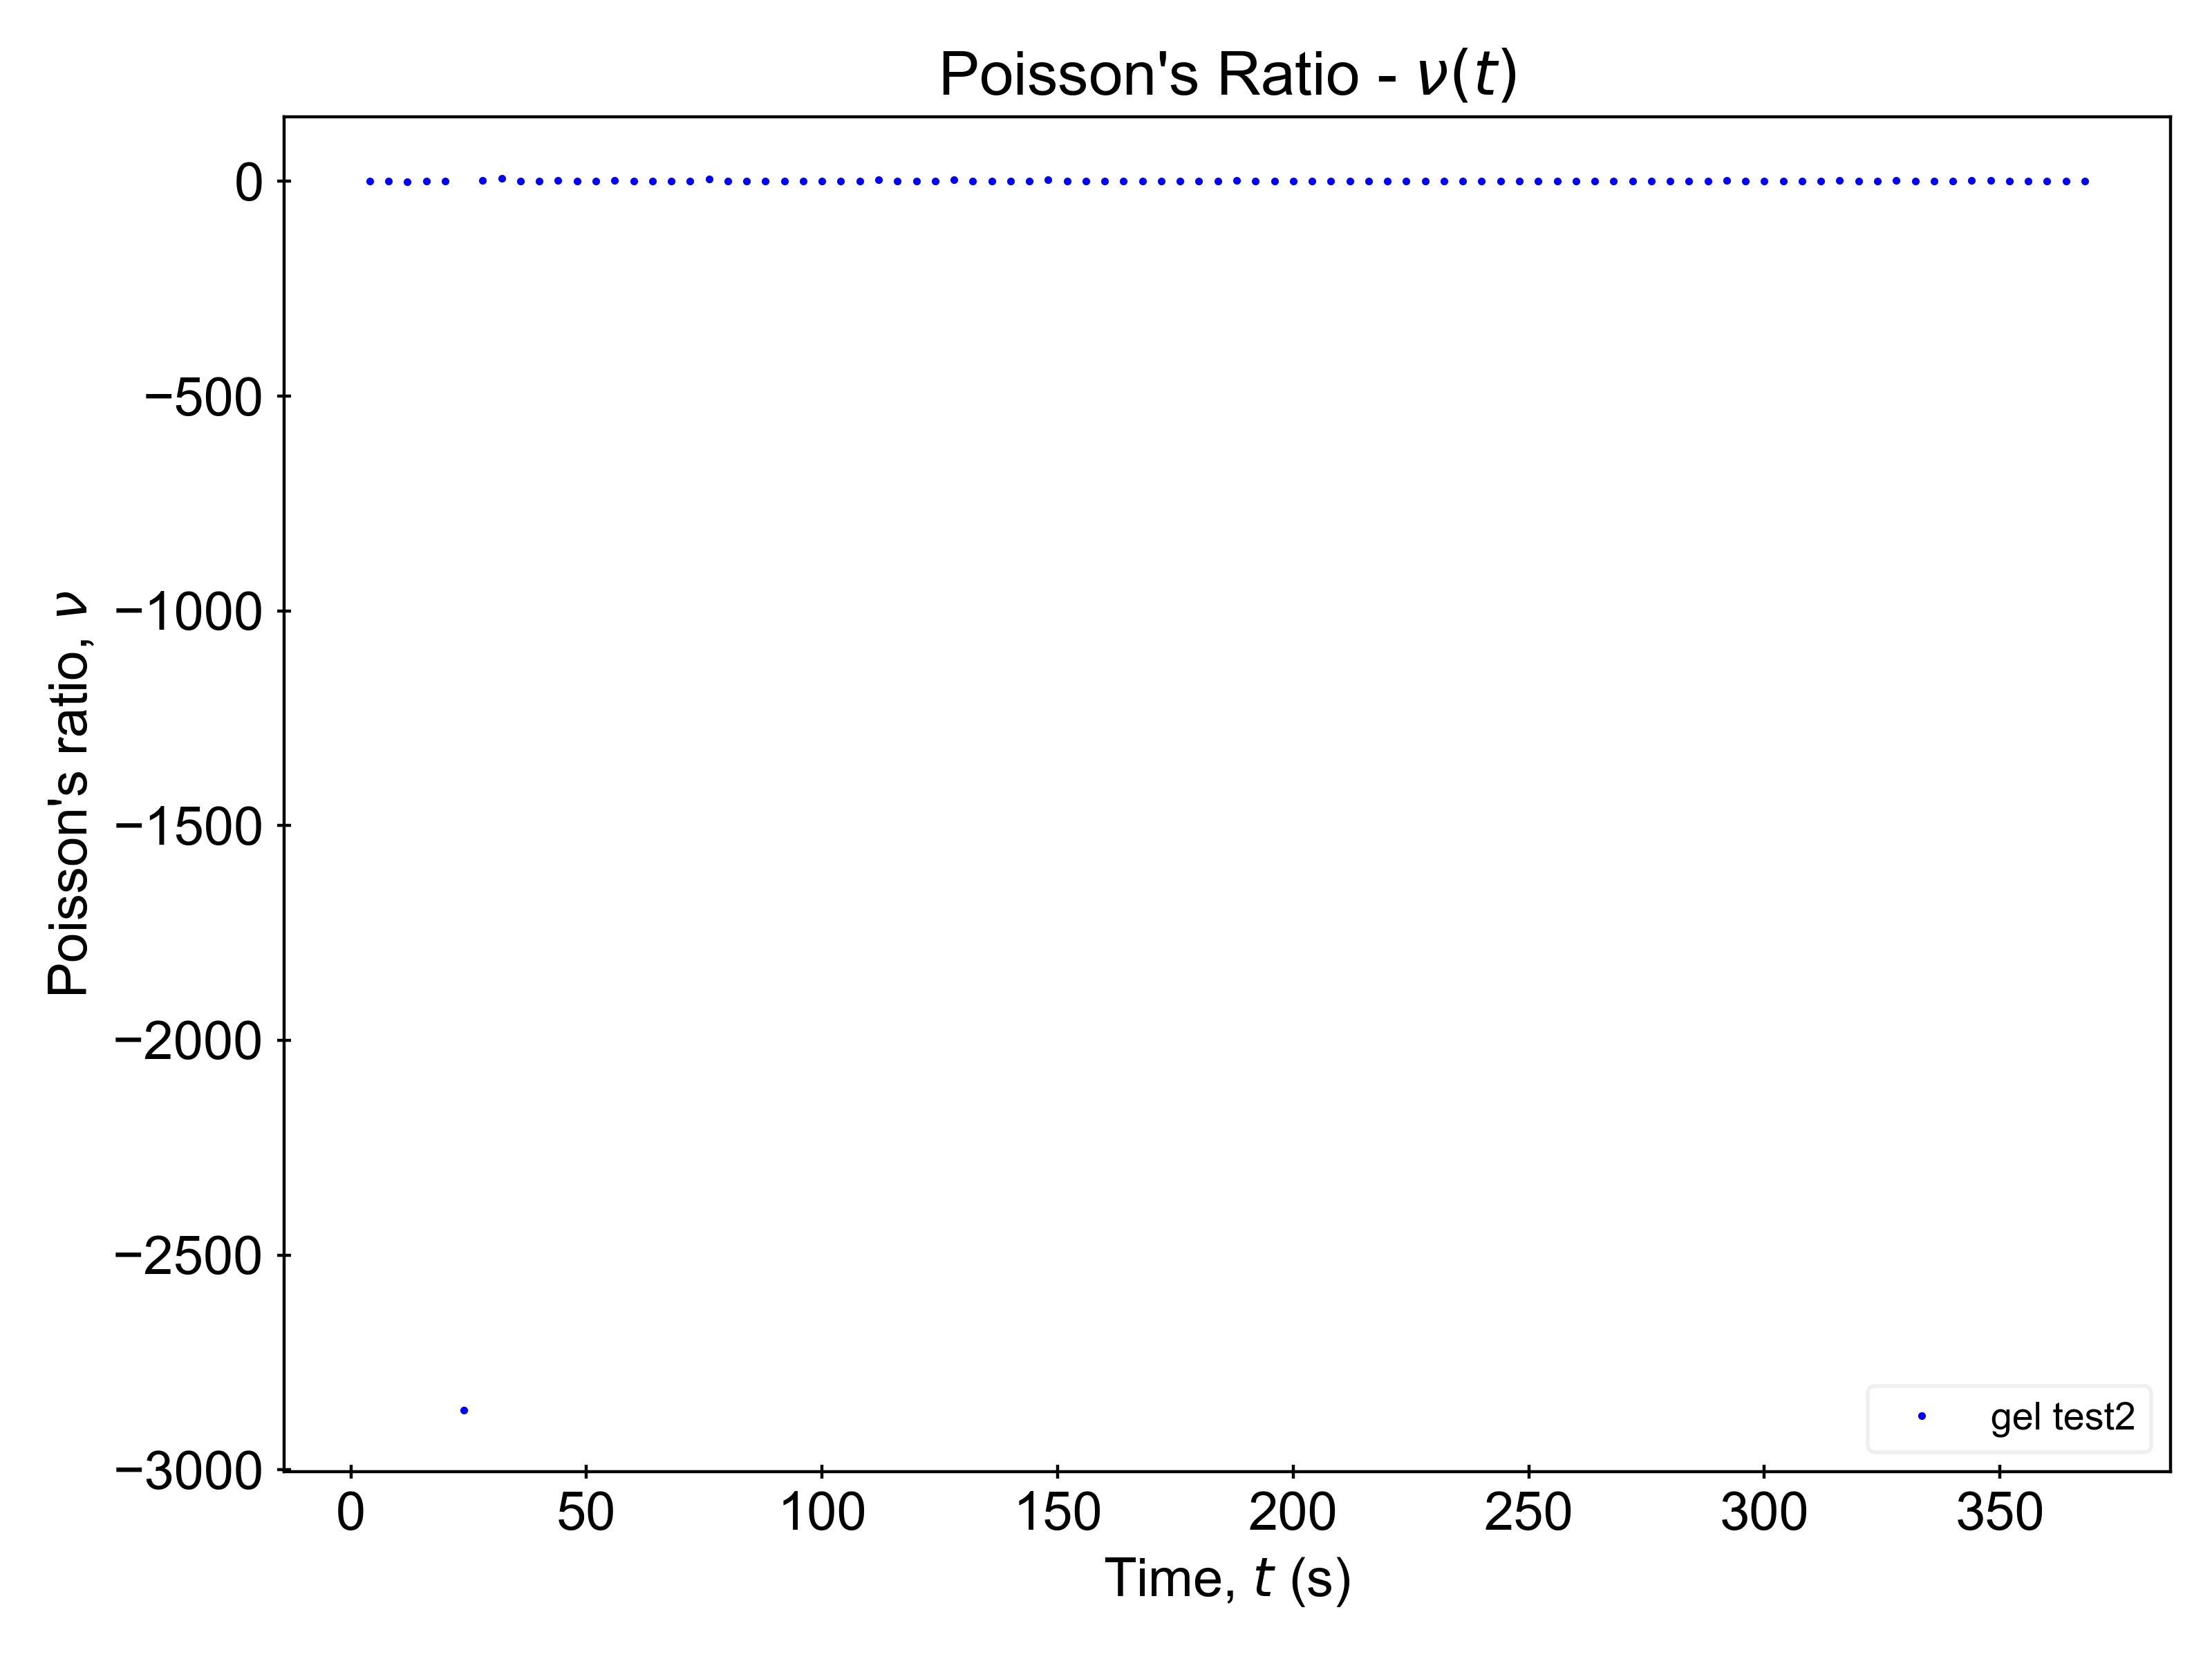 Poisson's Ratio - ν(t)
Poisson's ratio, ν
0
−500
−1000
−1500
−2000
−2500
−3000
0 50 100 150 200 250 300 350
Time, t (s)
gel test2